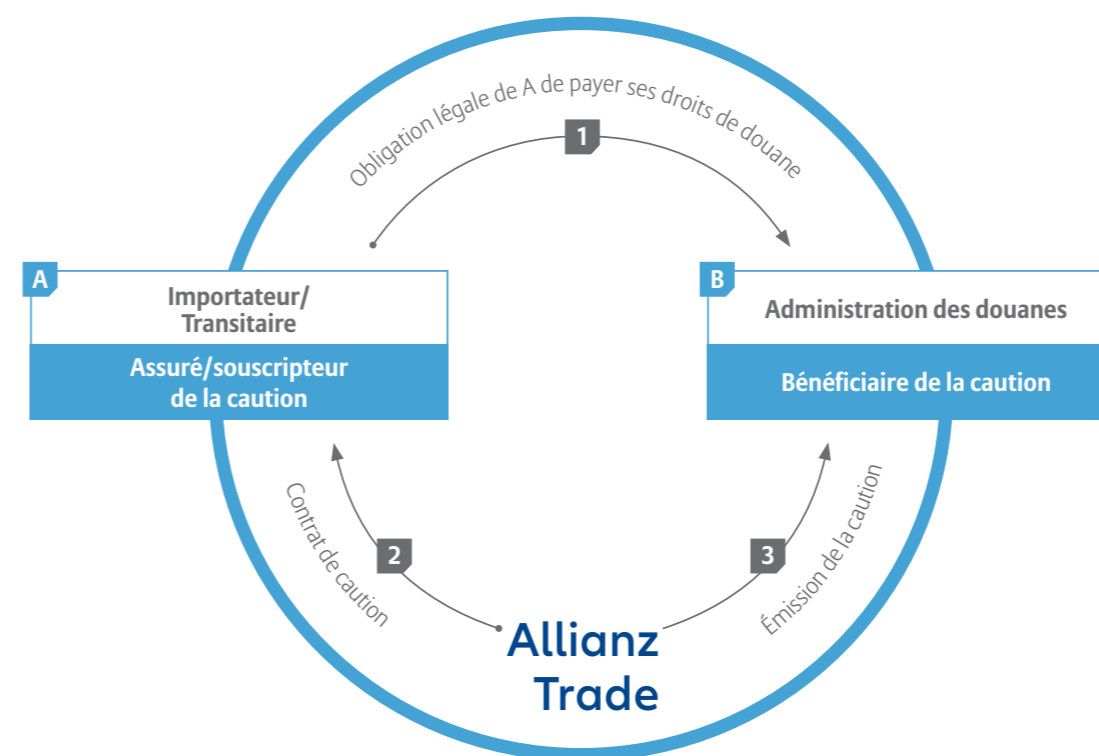 Obligation légale de A de payer ses droits de douane
1
A
Importateur/
Transitaire
Assuré/souscripteur
de la caution
B
Administration des douanes
Bénéficiaire de la caution
Contrat de caution
2
3
Émission de la caution
Allianz
Trade